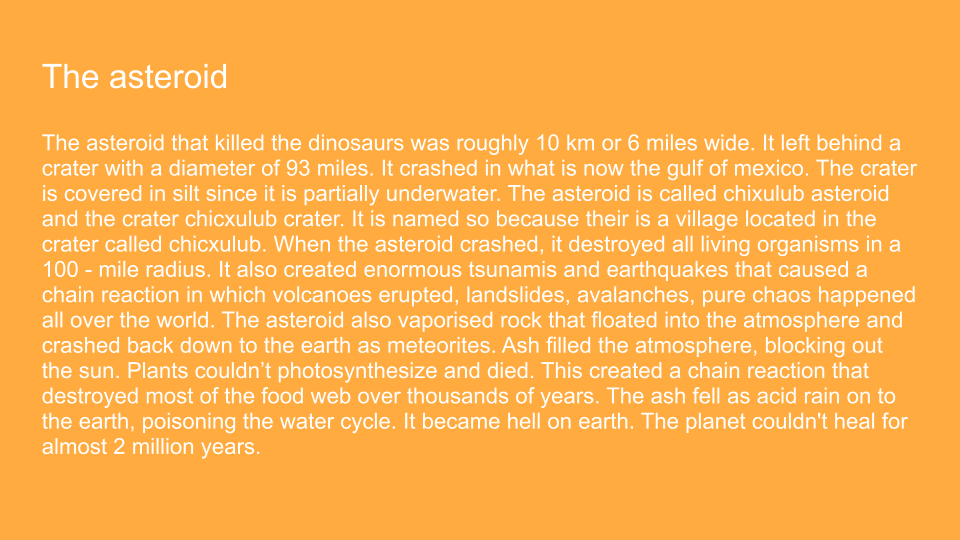 The asteroid
The asteroid that killed the dinosaurs was roughly 10 km or 6 miles wide. It left behind a
crater with a diameter of 93 miles. It crashed in what is now the gulf of mexico. The crater
is covered in silt since it is partially underwater. The asteroid is called chixulub asteroid
and the crater chicxulub crater. It is named so because their is a village located in the
crater called chicxulub. When the asteroid crashed, it destroyed all living organisms in a
100 - mile radius. It also created enormous tsunamis and earthquakes that caused a
chain reaction in which volcanoes erupted, landslides, avalanches, pure chaos happened
all over the world. The asteroid also vaporised rock that floated into the atmosphere and
crashed back down to the earth as meteorites. Ash filled the atmosphere, blocking out
the sun. Plants couldn’t photosynthesize and died. This created a chain reaction that
destroyed most of the food web over thousands of years. The ash fell as acid rain on to
the earth, poisoning the water cycle. It became hell on earth. The planet couldn't heal for
almost 2 million years.